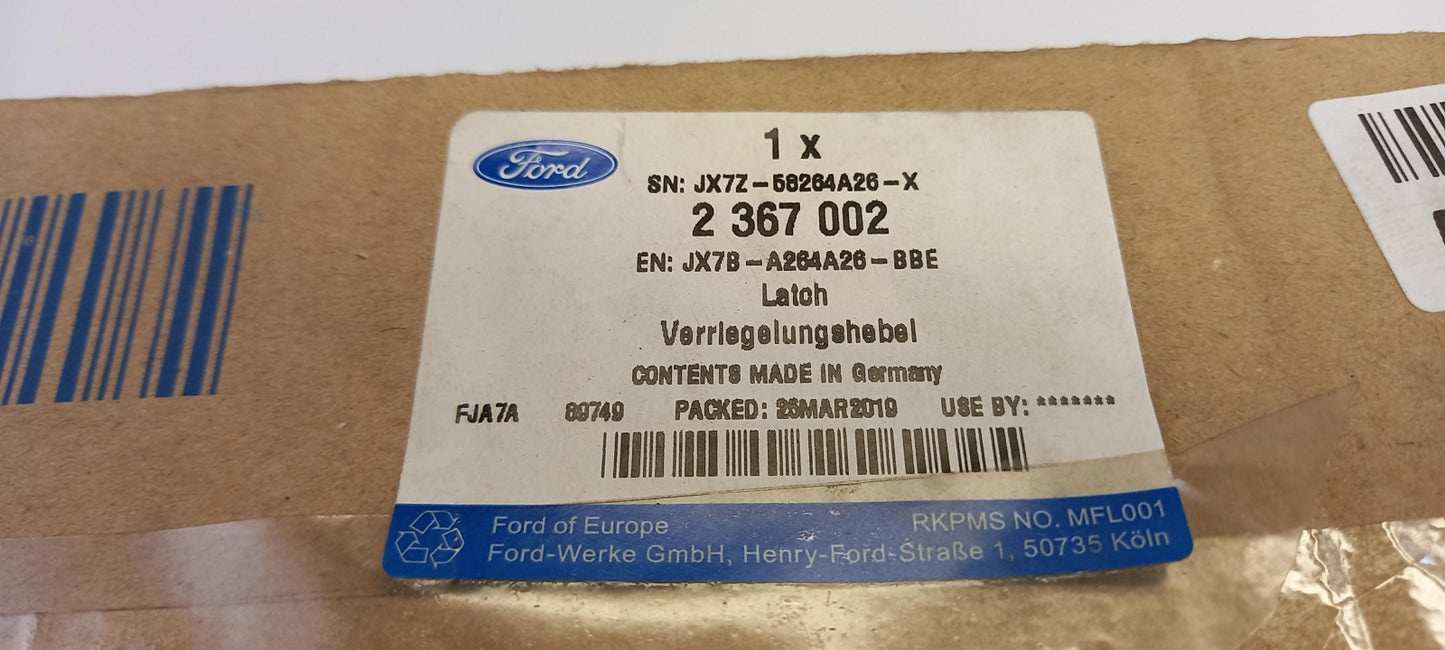 Ford
1 x
SN: JX7Z-58264A26-X
2 367 002
EN: JX7B-A264A26-BBE
Latch
Verriegelungshebel
CONTENTS MADE IN Germany
FJA7A 89749 PACKED: 26MAR2019 USE BY: *******
Ford of Europe RKPMS NO. MFL001
Ford-Werke GmbH, Henry-Ford-Straße 1, 50735 Köln